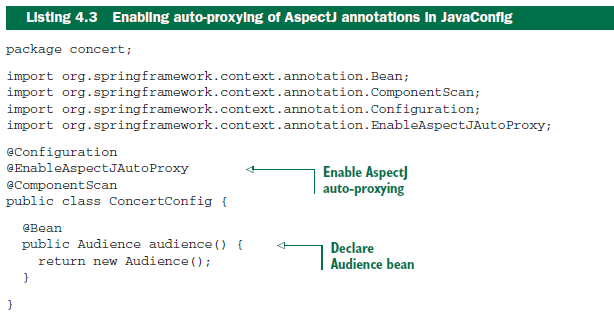 Listing 4.3 Enabling auto-proxying of AspectJ annotations in JavaConfig
package concert;
import org.springframework.context.annotation.Bean;
import org.springframework.context.annotation.ComponentScan;
import org.springframework.context.annotation.Configuration;
import org.springframework.context.annotation.EnableAspectJAutoProxy;
@Configuration
@EnableAspectJAutoProxy
@ComponentScan
public class ConcertConfig {
Enable AspectJ
auto-proxying
@Bean
public Audience audience() {
return new Audience();
}
Declare
Audience bean
}